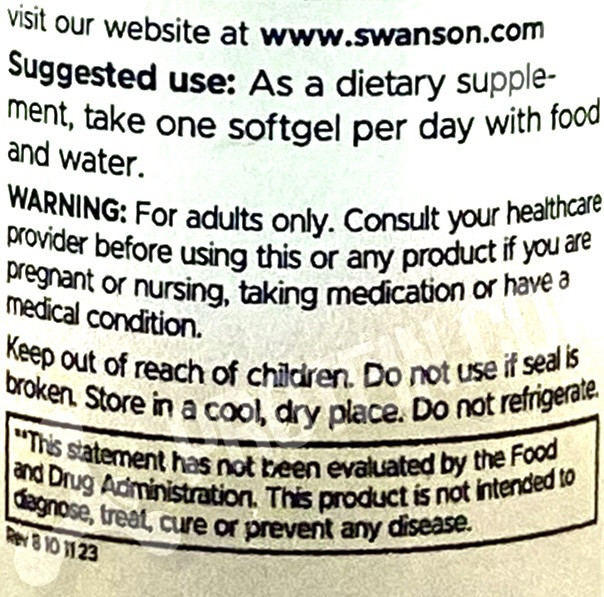 visit our website at www.swanson.com
Suggested use: As a dietary supple-
ment, take one softgel per day with food
and water.
WARNING: For adults only. Consult your healthcare
provider before using this or any product if you are
pregnant or nursing, taking medication or have a
medical condition.
Keep out of reach of children. Do not use if seal is
broken. Store in a cool, dry place. Do not refrigerate.
**This statement has not been evaluated by the Food
and Drug Administration. This product is not intended to
diagnose, treat, cure or prevent any disease.
Rev 8 10 11 23